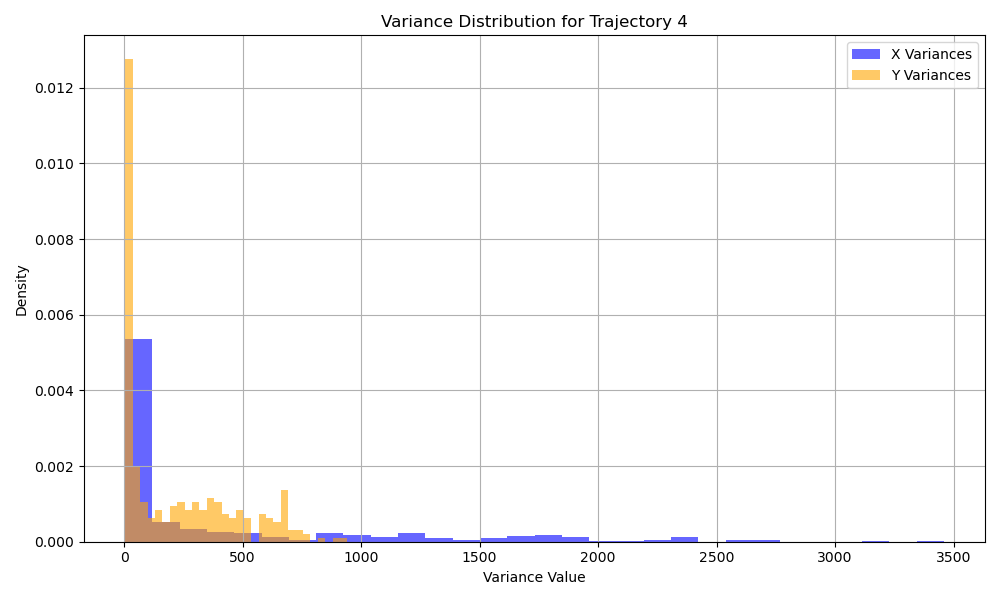 Variance Distribution for Trajectory 4
X Variances
Y Variances
0.012
0.010
0.008
0.006
0.004
0.002
0.000
Density
0 500 1000 1500 2000 2500 3000 3500
Variance Value